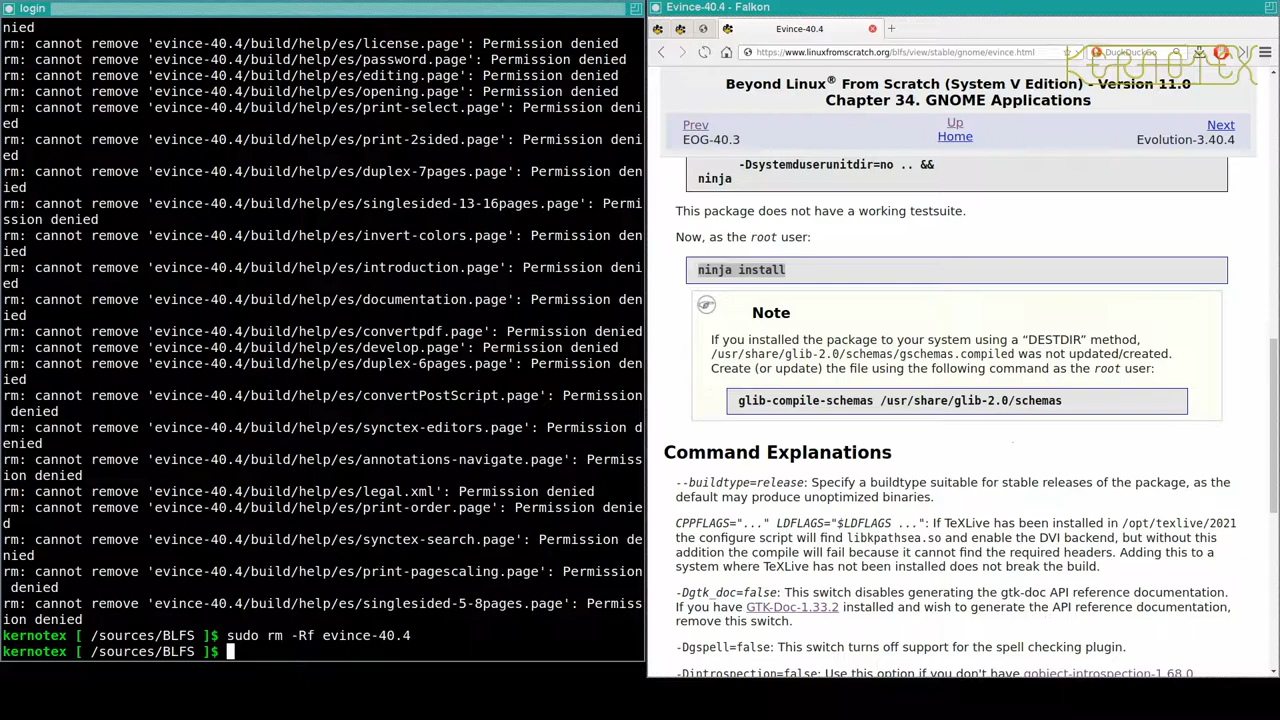 login
nied
rm: cannot remove 'evince-40.4/build/help/es/license.page': Permission denied
rm: cannot remove 'evince-40.4/build/help/es/password.page': Permission denied
rm: cannot remove 'evince-40.4/build/help/es/editing.page': Permission denied
rm: cannot remove 'evince-40.4/build/help/es/opening.page': Permission denied
rm: cannot remove 'evince-40.4/build/help/es/print-select.page': Permission deni
ed
rm: cannot remove 'evince-40.4/build/help/es/print-2sided.page': Permission deni
ed
rm: cannot remove 'evince-40.4/build/help/es/duplex-7pages.page': Permission den
ied
rm: cannot remove 'evince-40.4/build/help/es/singlesided-13-16pages.page': Permi
ssion denied
rm: cannot remove 'evince-40.4/build/help/es/invert-colors.page': Permission den
ied
rm: cannot remove 'evince-40.4/build/help/es/introduction.page': Permission deni
ed
rm: cannot remove 'evince-40.4/build/help/es/documentation.page': Permission den
ied
rm: cannot remove 'evince-40.4/build/help/es/convertpdf.page': Permission denied
rm: cannot remove 'evince-40.4/build/help/es/develop.page': Permission denied
rm: cannot remove 'evince-40.4/build/help/es/duplex-6pages.page': Permission den
ied
rm: cannot remove 'evince-40.4/build/help/es/convertPostScript.page': Permission
denied
rm: cannot remove 'evince-40.4/build/help/es/synctex-editors.page': Permission d
enied
rm: cannot remove 'evince-40.4/build/help/es/annotations-navigate.page': Permiss
ion denied
rm: cannot remove 'evince-40.4/build/help/es/legal.xml': Permission denied
rm: cannot remove 'evince-40.4/build/help/es/print-order.page': Permission denie
d
rm: cannot remove 'evince-40.4/build/help/es/synctex-search.page': Permission de
nied
rm: cannot remove 'evince-40.4/build/help/es/print-pagescaling.page': Permission
denied
rm: cannot remove 'evince-40.4/build/help/es/singlesided-5-8pages.page': Permiss
ion denied
kernotex [ /sources/BLFS ]$ sudo rm -Rf evince-40.4
kernotex [ /sources/BLFS ]$
Evince-40.4 - Falkon
Evince-40.4
https://www.linuxfromscratch.org/blfs/view/stable/gnome/evince.html
DuckDuckGo
KERNOTEX
Beyond Linux® From Scratch (System V Edition) - Version 11.0
Chapter 34. GNOME Applications
Prev
Up
Next
EOG-40.3
Home
Evolution-3.40.4
-Dsystemduserunitdir=no .. &&
ninja
This package does not have a working testsuite.
Now, as the root user:
ninja install
Note
If you installed the package to your system using a “DESTDIR” method,
/usr/share/glib-2.0/schemas/gschemas.compiled was not updated/created.
Create (or update) the file using the following command as the root user:
glib-compile-schemas /usr/share/glib-2.0/schemas
Command Explanations
--buildtype=release: Specify a buildtype suitable for stable releases of the package, as the
default may produce unoptimized binaries.
CPPFLAGS="..." LDFLAGS="$LDFLAGS ...": If TeXLive has been installed in /opt/texlive/2021
the configure script will find libkpathsea.so and enable the DVI backend, but without this
addition the compile will fail because it cannot find the required headers. Adding this to a
system where TeXLive has not been installed does not break the build.
-Dgtk_doc=false: This switch disables generating the gtk-doc API reference documentation.
If you have GTK-Doc-1.33.2 installed and wish to generate the API reference documentation,
remove this switch.
-Dgspell=false: This switch turns off support for the spell checking plugin.
-Dintrospection=false: Use this option if you don't have gobject-introspection-1.68.0